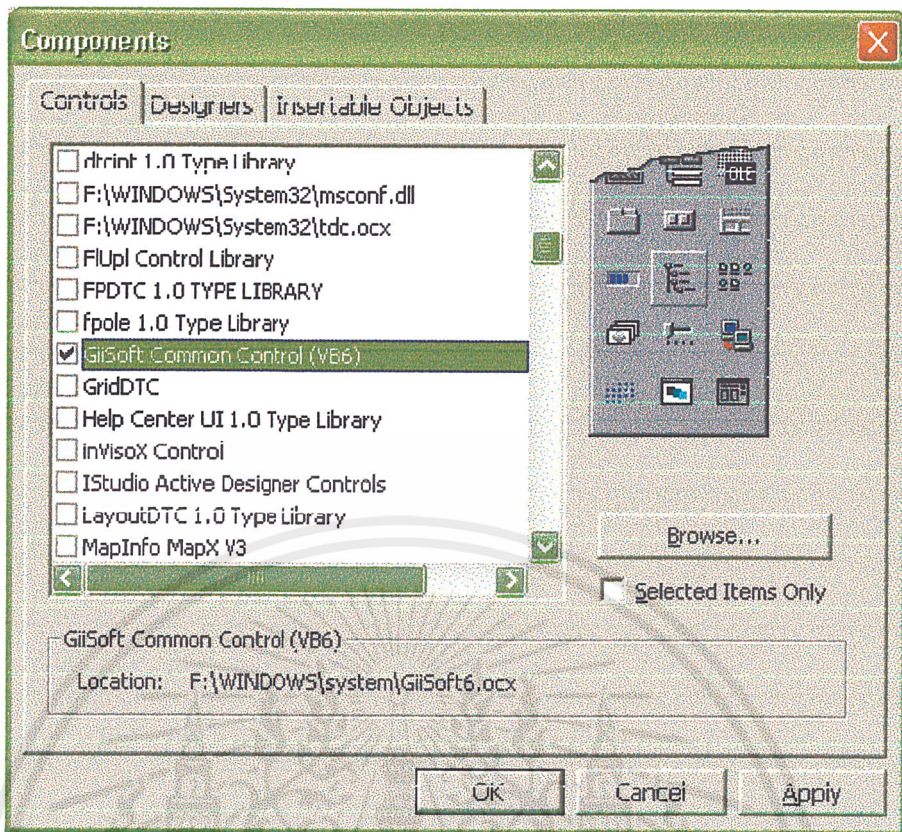 Components
Controls
Designers
Insertable Objects
dtcint 1.0 Type Library
F:\WINDOWS\System32\msconf.dll
F:\WINDOWS\System32\tdc.ocx
FlUpl Control Library
FPDTC 1.0 TYPE LIBRARY
fpole 1.0 Type Library
GiiSoft Common Control (VB6)
GridDTC
Help Center UI 1.0 Type Library
inVisoX Control
IStudio Active Designer Controls
LayoutDTC 1.0 Type Library
MapInfo MapX V3
OLE
Browse...
Selected Items Only
GiiSoft Common Control (VB6)
Location: F:\WINDOWS\system\GiiSoft6.ocx
OK
Cancel
Apply